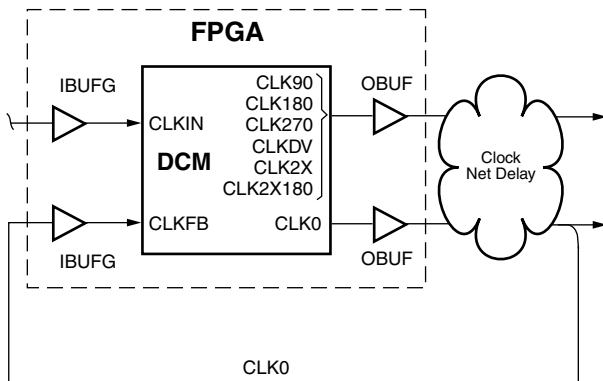 FPGA
IBUFG
CLKIN
DCM
CLK90
CLK180
CLK270
CLKDV
CLK2X
CLK2X180
OBUF
Clock
Net Delay
CLKFB
IBUFG
CLK0
OBUF
CLK0